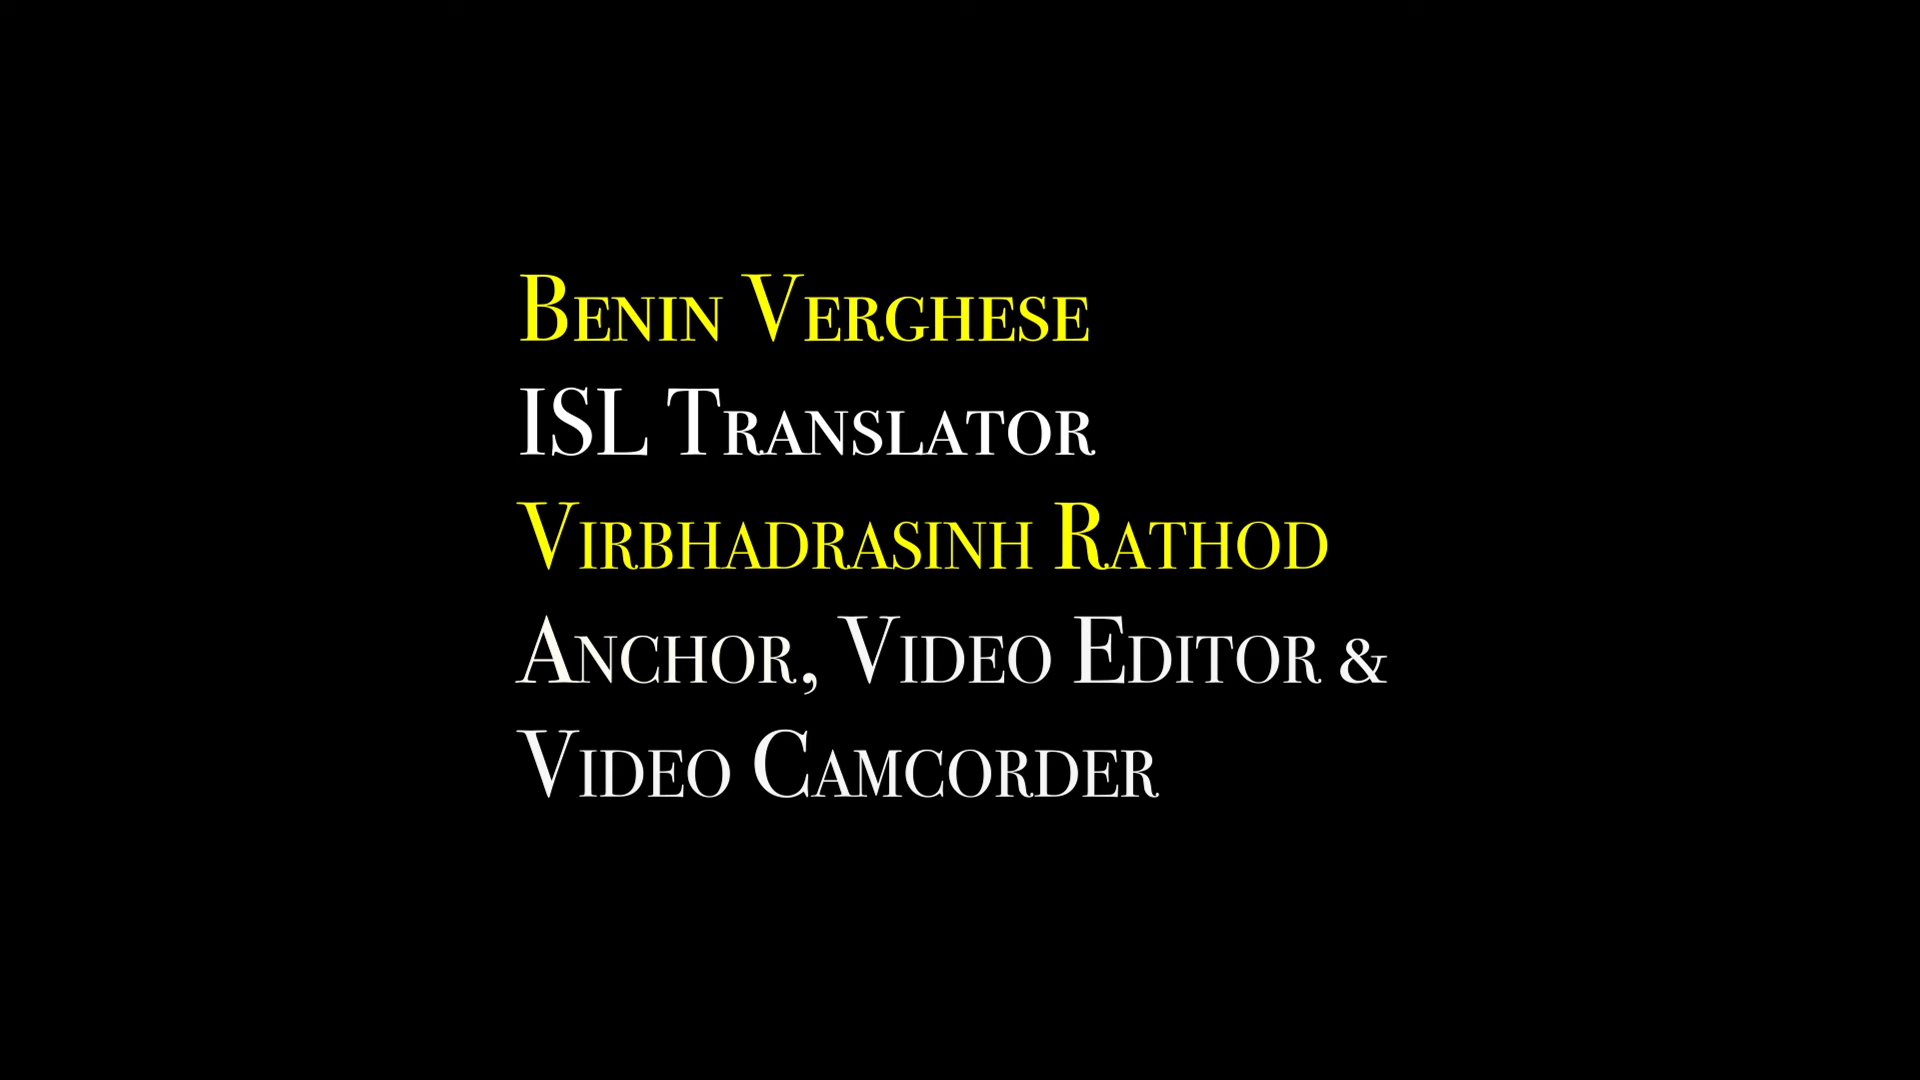 Benin Verghese
ISL Translator
Virbhadrasinh Rathod
Anchor, Video Editor &
Video Camcorder